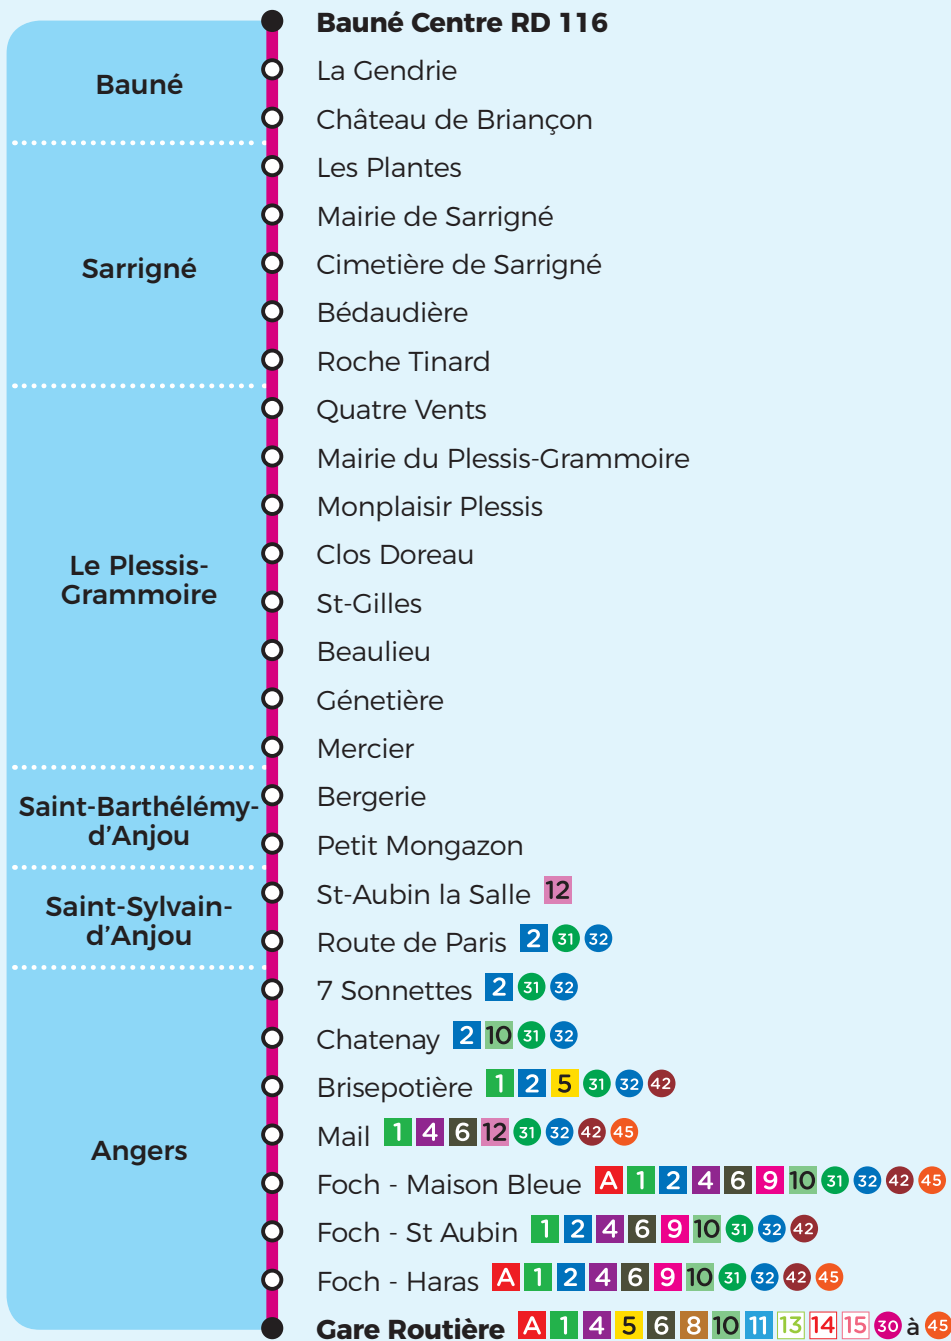 Bauné Centre RD 116
Bauné
La Gendrie
Château de Briançon
Sarrigné
Les Plantes
Mairie de Sarrigné
Cimetière de Sarrigné
Bédaudière
Roche Tinard
Le Plessis-
Grammoire
Quatre Vents
Mairie du Plessis-Grammoire
Monplaisir Plessis
Clos Doreau
St-Gilles
Beaulieu
Génetière
Mercier
Saint-Barthélémy-
d'Anjou
Bergerie
Petit Mongazon
Saint-Sylvain-
d'Anjou
St-Aubin la Salle 12
Route de Paris 2 31 32
Angers
7 Sonnettes 2 31 32
Chatenay 2 10 31 32
Brisepotière 1 2 5 31 32 42
Mail 1 4 6 12 31 32 42 45
Foch - Maison Bleue A 1 2 4 6 9 10 31 32 42 45
Foch - St Aubin 1 2 4 6 9 10 31 32 42
Foch - Haras A 1 2 4 6 9 10 31 32 42 45
Gare Routière A 1 4 5 6 8 10 11 13 14 15 30 à 45